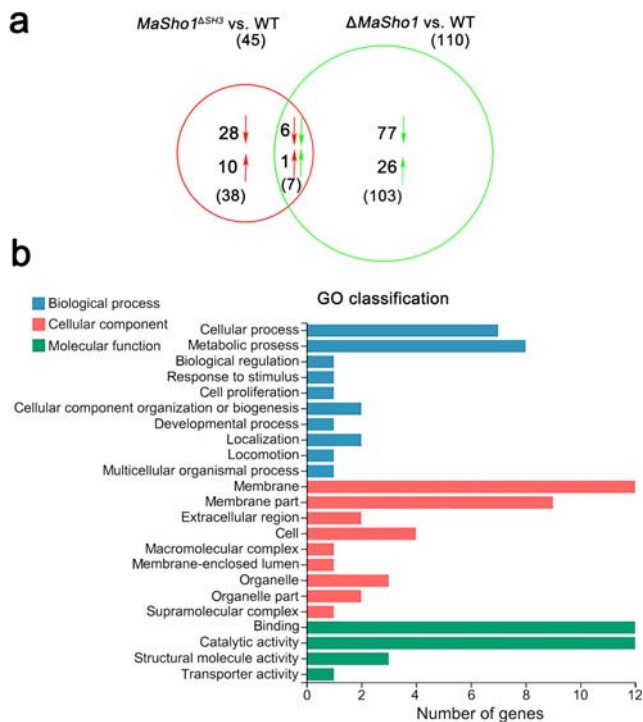 a
MaSho1ΔSH3 vs. WT
(45)
ΔMaSho1 vs. WT
(110)
28
10
(38)
6
1
(7)
77
26
(103)
b
GO classification
Biological process
Cellular component
Molecular function
Cellular process
Metabolic prosess
Biological regulation
Response to stimulus
Cell proliferation
Cellular component organization or biogenesis
Developmental process
Localization
Locomotion
Multicellular organismal process
Membrane
Membrane part
Extracellular region
Cell
Macromolecular complex
Membrane-enclosed lumen
Organelle
Organelle part
Supramolecular complex
Binding
Catalytic activity
Structural molecule activity
Transporter activity
0 2 4 6 8 10 12
Number of genes